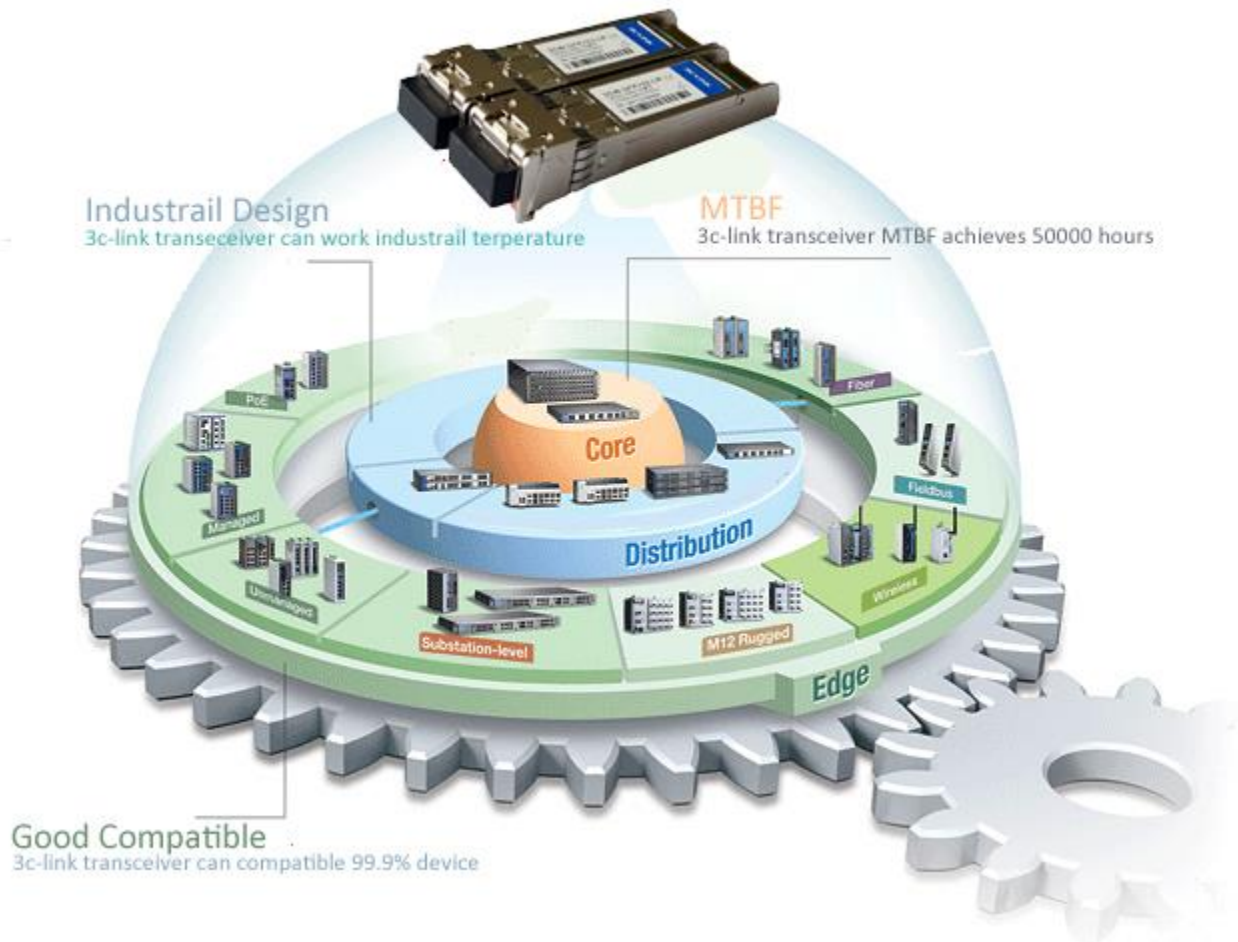 Industrail Design
3c-link transeceiver can work industrail terperature
MTBF
3c-link transceiver MTBF achieves 50000 hours
PoE
Fiber
Core
Managed
Fieldbus
Distribution
Unmanaged
Wireless
Substation-level
M12 Rugged
Edge
Good Compatible
3c-link transceiver can compatible 99.9% device